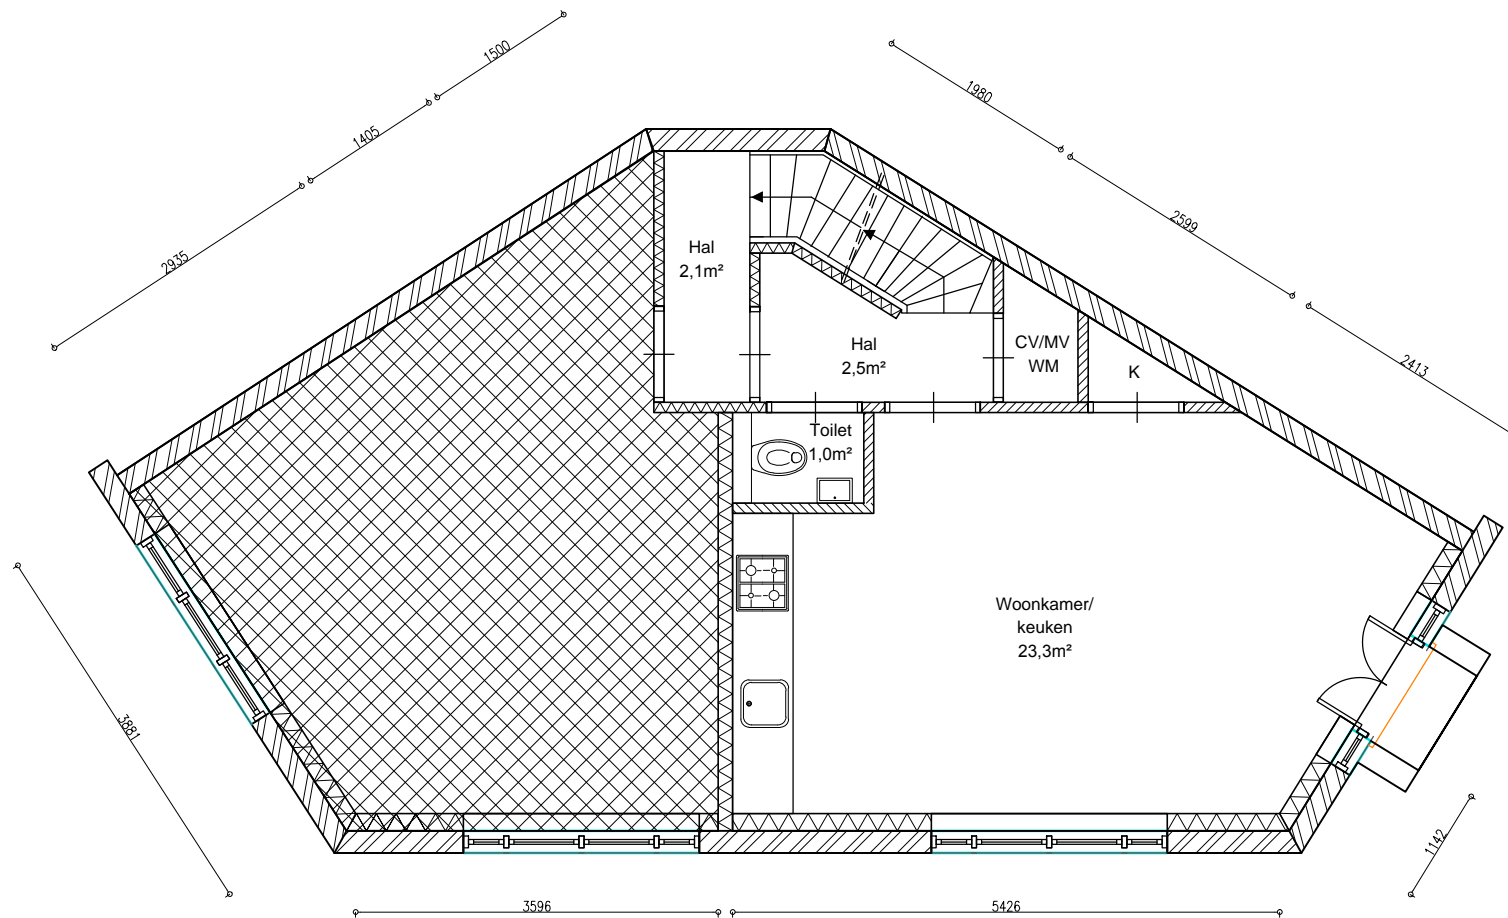 1500
1405
2935
1980
2599
2413
Hal
2,1m²
Hal
2,5m²
CV/MV
WM
K
Toilet
1,0m²
Woonkamer/
keuken
23,3m²
3881
1142
3596
5426